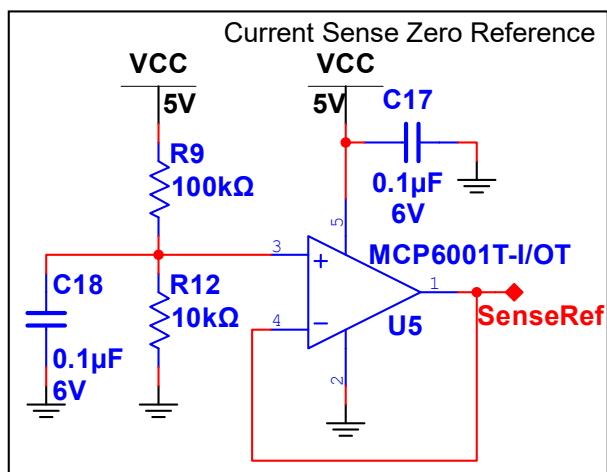 Current Sense Zero Reference
VCC
5V
VCC
5V
C17
0.1µF
6V
R9
100kΩ
5
MCP6001T-I/OT
3
+
1
SenseRef
C18
R12
10kΩ
4
−
U5
0.1µF
6V
2